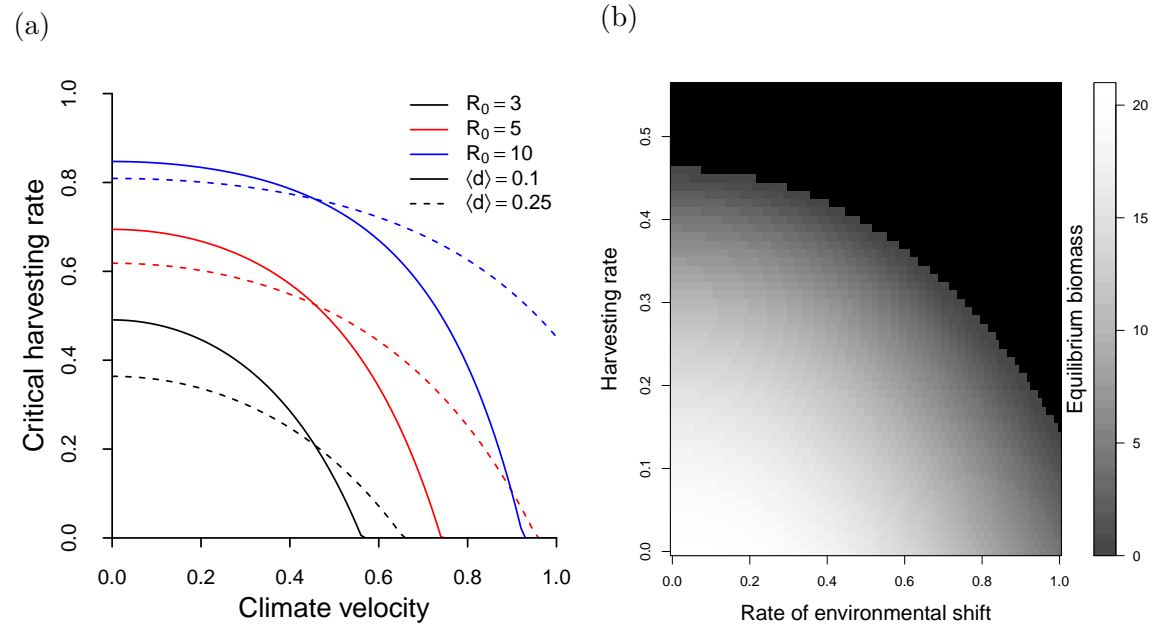 (a)
Critical harvesting rate
1.0
0.8
0.6
0.4
0.2
0.0
0.0 0.2 0.4 0.6 0.8 1.0
Climate velocity
R₀ = 3
R₀ = 5
R₀ = 10
⟨d⟩ = 0.1
⟨d⟩ = 0.25
(b)
Harvesting rate
0.5
0.4
0.3
0.2
0.1
0.0
0.0 0.2 0.4 0.6 0.8 1.0
Rate of environmental shift
Equilibrium biomass
20
15
10
5
0